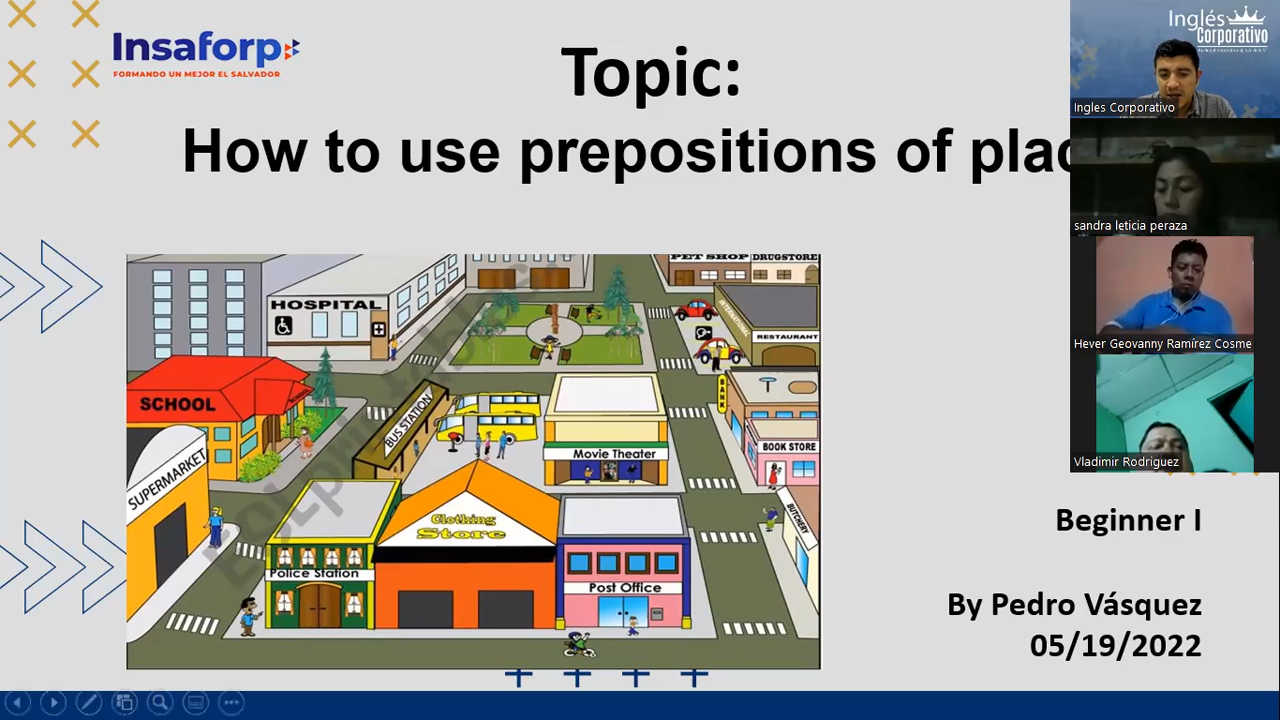 Insaforp
FORMANDO UN MEJOR EL SALVADOR
Topic:
How to use prepositions of plac
Inglés
Corporativo
Ingles Corporativo
sandra leticia peraza
Hever Geovanny Ramírez Cosme
Vladimir Rodriguez
HOSPITAL
PET SHOP
DRUGSTORE
INTERNATIONAL
RESTAURANT
SCHOOL
BUS STATION
BANK
Movie Theater
BOOK STORE
SUPERMARKET
BUTCHERY
Clothing
Store
Police Station
Post Office
Beginner I
By Pedro Vásquez
05/19/2022